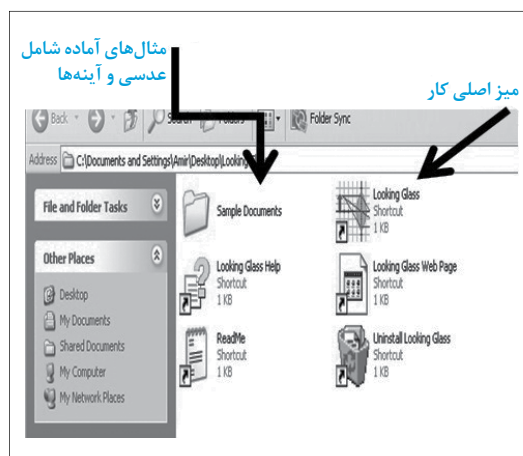 مثال‌های آماده شامل
عدسی و آینه‌ها
میز اصلی کار
Back Search Folders Folder Sync
Address C:\Documents and Settings\Amir\Desktop\Looking
File and Folder Tasks
Other Places
Desktop
My Documents
Shared Documents
My Computer
My Network Places
Sample Documents
Looking Glass
Shortcut
1 KB
Looking Glass Help
Shortcut
1 KB
Looking Glass Web Page
Shortcut
1 KB
ReadMe
Shortcut
1 KB
Uninstall Looking Glass
Shortcut
1 KB